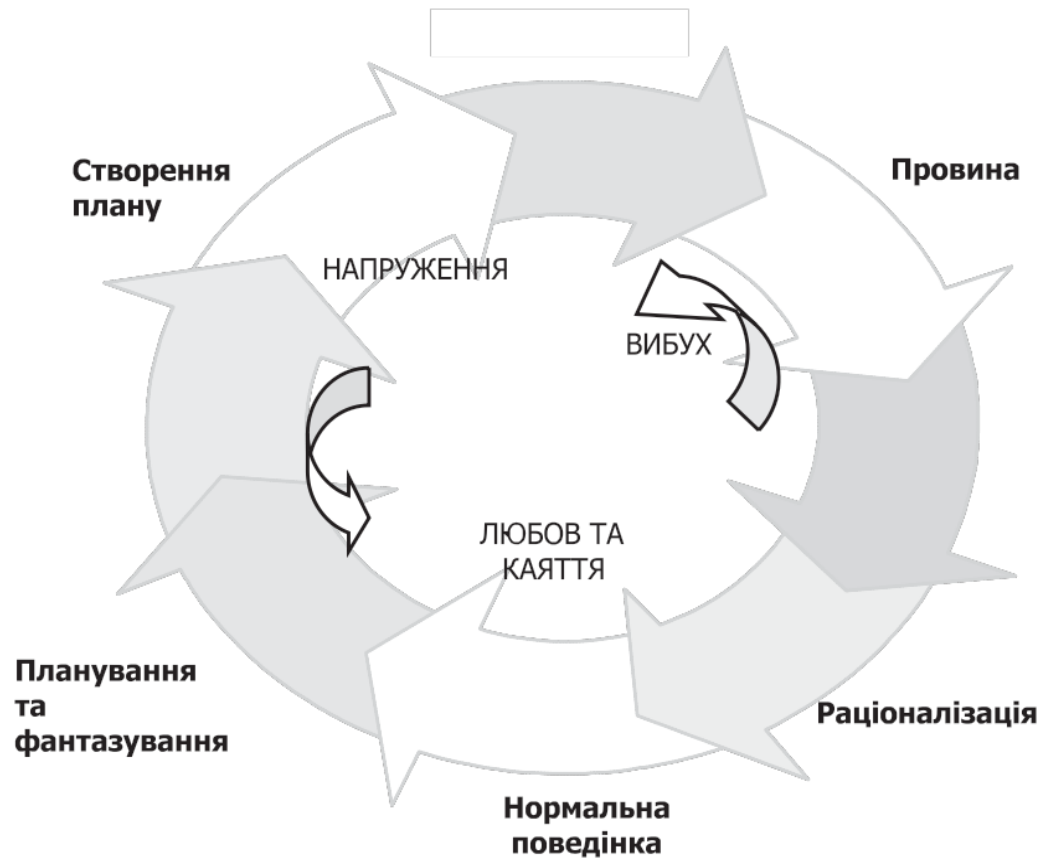 Створення
плану
Провина
НАПРУЖЕННЯ
ВИБУХ
ЛЮБОВ ТА
КАЯТТЯ
Планування
та
фантазування
Раціоналізація
Нормальна
поведінка